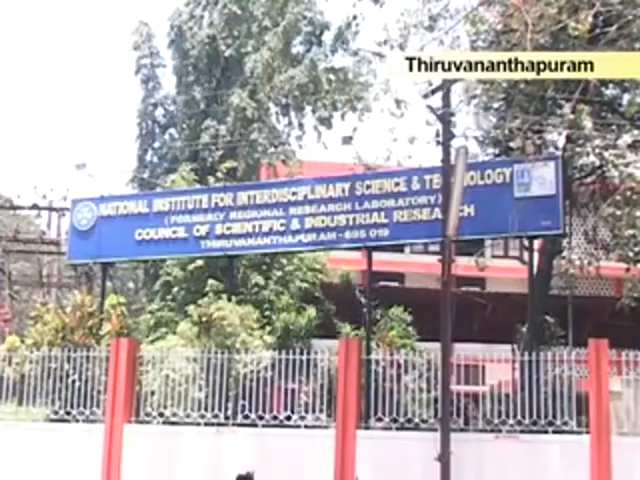 Thiruvananthapuram
NATIONAL INSTITUTE FOR INTERDISCIPLINARY SCIENCE & TECHNOLOGY
(FORMERLY REGIONAL RESEARCH LABORATORY)
COUNCIL OF SCIENTIFIC & INDUSTRIAL RESEARCH
THIRUVANANTHAPURAM - 695 019